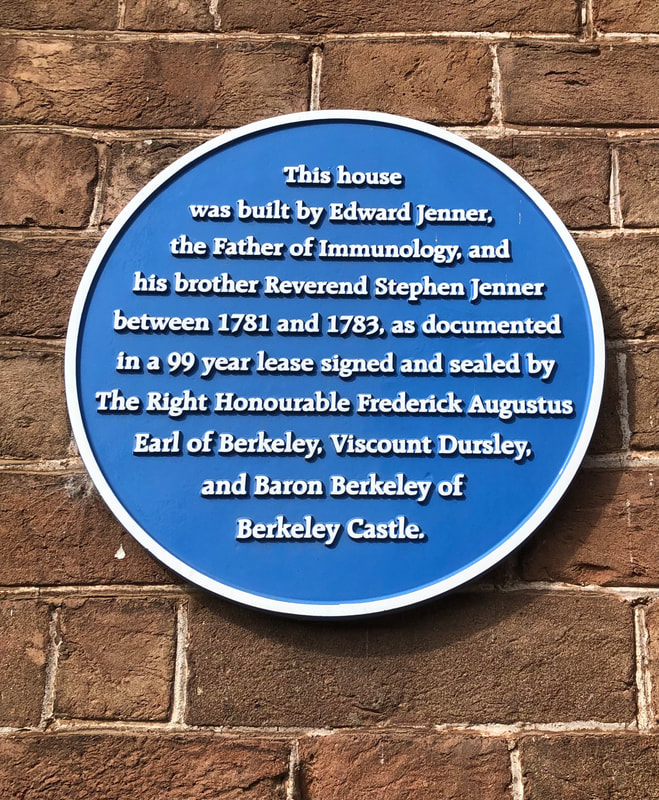 This house
was built by Edward Jenner,
the Father of Immunology, and
his brother Reverend Stephen Jenner
between 1781 and 1783, as documented
in a 99 year lease signed and sealed by
The Right Honourable Frederick Augustus
Earl of Berkeley, Viscount Dursley,
and Baron Berkeley of
Berkeley Castle.